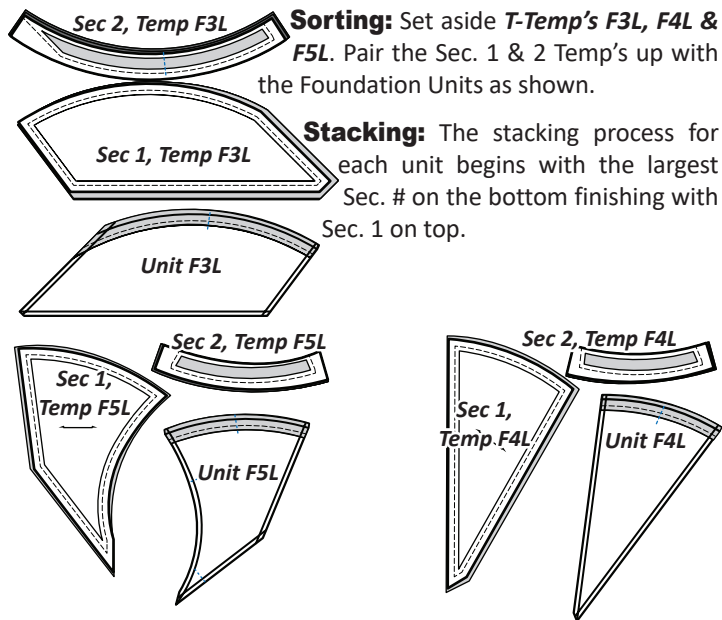 Sec 2, Temp F3L
Sorting: Set aside T-Temp's F3L, F4L &
F5L. Pair the Sec. 1 & 2 Temp's up with
the Foundation Units as shown.
Sec 1, Temp F3L
Stacking: The stacking process for
each unit begins with the largest
Sec. # on the bottom finishing with
Sec. 1 on top.
Unit F3L
Sec 1,
Temp F5L
Sec 2, Temp F5L
Unit F5L
Sec 1,
Temp F4L
Sec 2, Temp F4L
Unit F4L